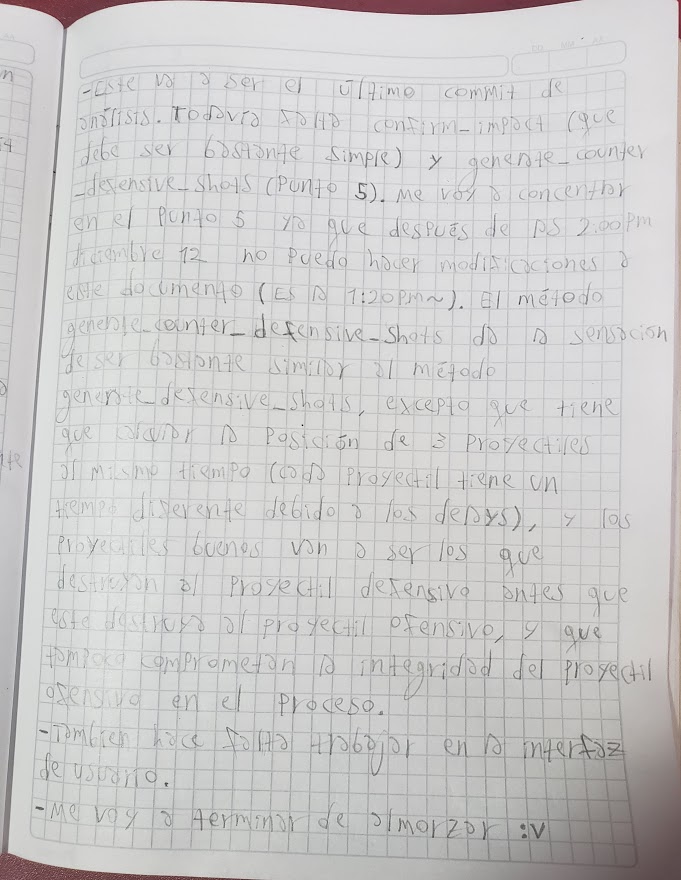 -Este va a ser el último commit de
análisis. Todavía falta confirm-impact (que
debe ser bastante simple) y generate_counter
_defensive_shots (Punto 5). Me voy a concentrar
en el punto 5 ya que después de las 2:00pm
diciembre 12 no puedo hacer modificaciones a
este documento (Es la 1:20pm~). El método
generate_counter_defensive_shots da la sensación
de ser bastante similar al método
generate_defensive_shots, excepto que tiene
que la posición de 3 proyectiles
al mismo tiempo (cada proyectil tiene un
tiempo diferente debido a los delays), y los
proyectiles buenos van a ser los que
destruyan al proyectil defensivo antes que
este destruya al proyectil ofensivo, y que
tampoco comprometan la integridad del proyectil
ofensivo en el proceso.
-Tambien hace falta trabajar en la interfaz
de usuario.
-Me voy a terminar de almorzar :v